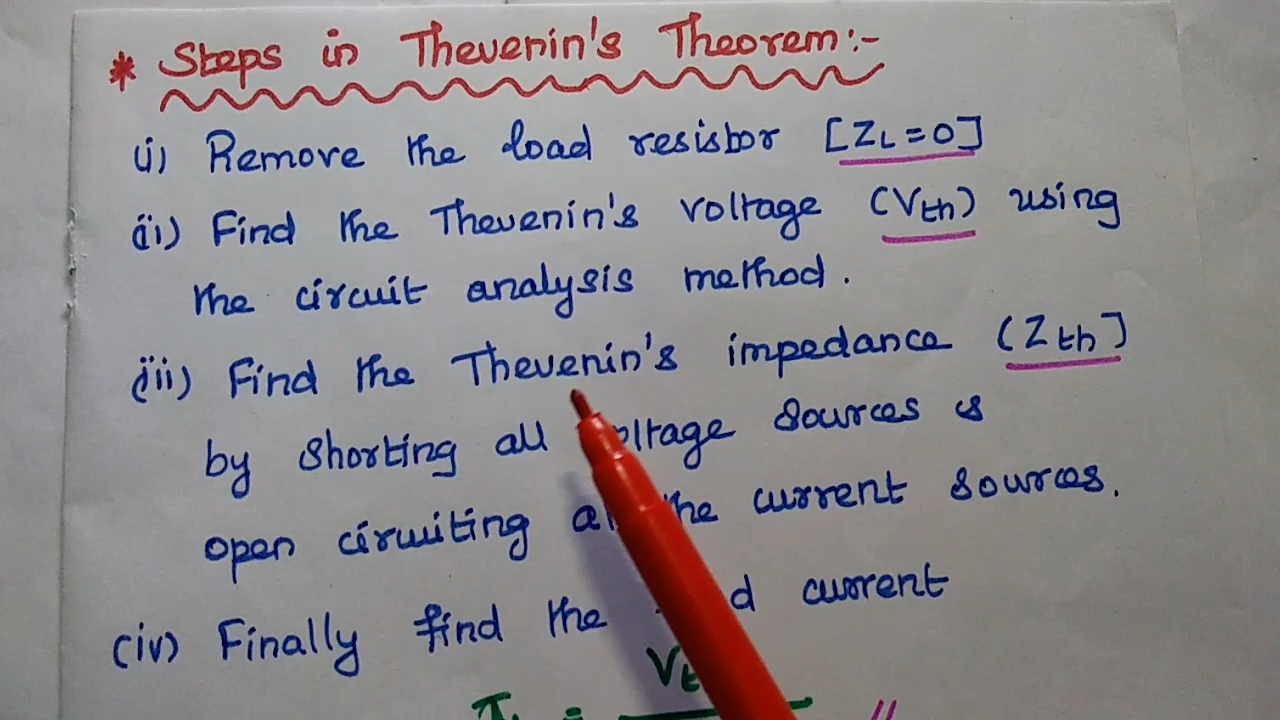 * Steps in Thevenin's Theorem:-
(i) Remove the load resistor [ZL=0]
(ii) Find the Thevenin's voltage (Vth) using
the circuit analysis method.
(iii) Find the Thevenin's impedance (Zth]
by shorting all voltage sources &
open circuiting all the current sources.
(iv) Finally find the current